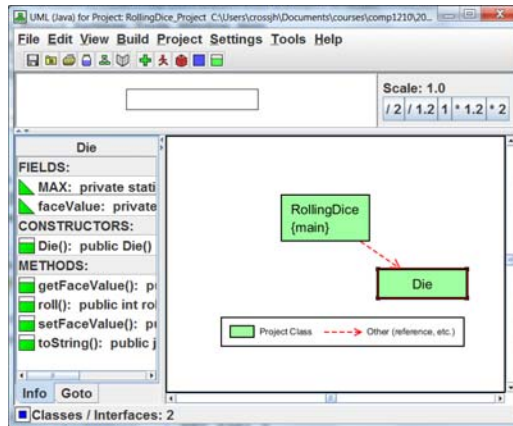 UML (Java) for Project: RollingDice_Project C:\Users\crossjh\Documents\courses\comp1210\20...
File Edit View Build Project Settings Tools Help
Scale: 1.0
/ 2 / 1.2 1 * 1.2 * 2
Die
FIELDS:
MAX: private stati
faceValue: private
CONSTRUCTORS:
Die(): public Die()
METHODS:
getFaceValue(): p
roll(): public int rol
setFaceValue(): p
toString(): public j
RollingDice
{main}
Die
Project Class
Other (reference, etc.)
Info Goto
Classes / Interfaces: 2